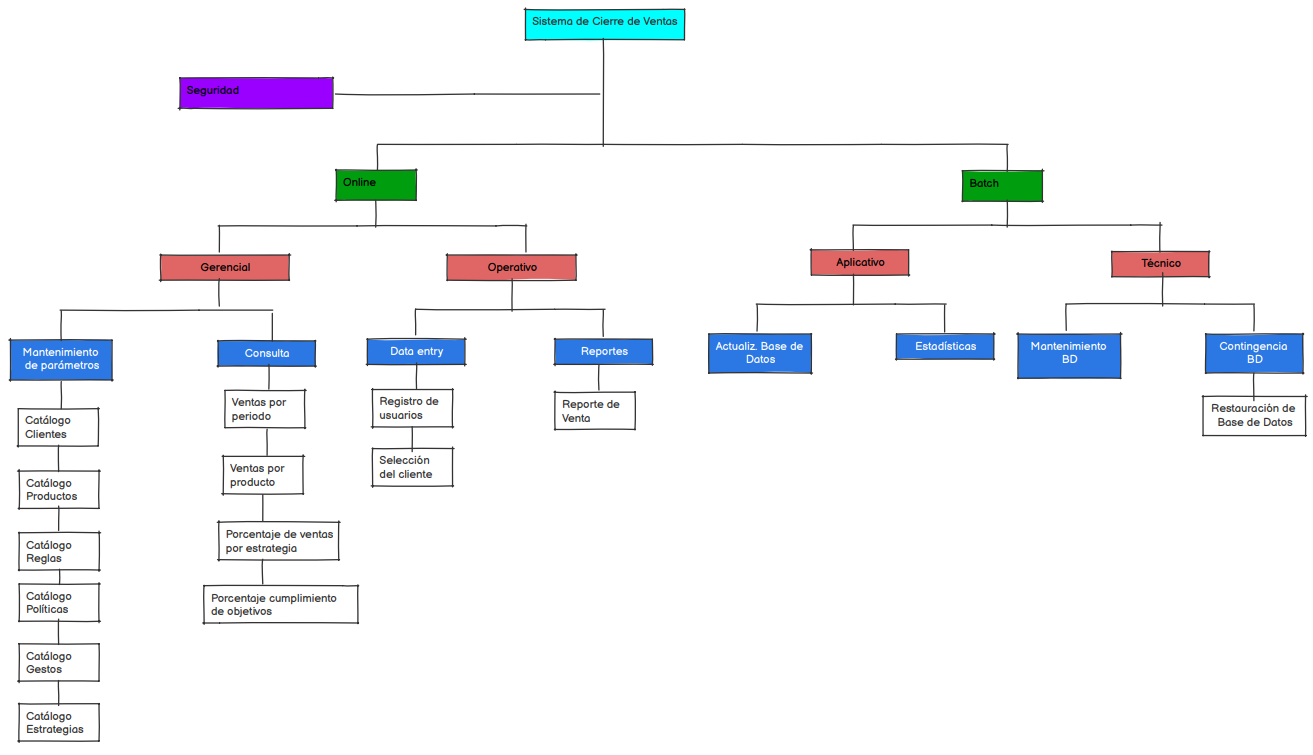 Sistema de Cierre de Ventas
Seguridad
Online
Batch
Gerencial
Operativo
Aplicativo
Técnico
Mantenimiento
de parámetros
Consulta
Data entry
Reportes
Actualiz. Base de
Datos
Estadísticas
Mantenimiento
BD
Contingencia
BD
Catálogo
Clientes
Catálogo
Productos
Catálogo
Reglas
Catálogo
Políticas
Catálogo
Gestos
Catálogo
Estrategias
Ventas por
periodo
Ventas por
producto
Porcentaje de ventas
por estrategia
Porcentaje cumplimiento
de objetivos
Registro de
usuarios
Selección
del cliente
Reporte de
Venta
Restauración de
Base de Datos